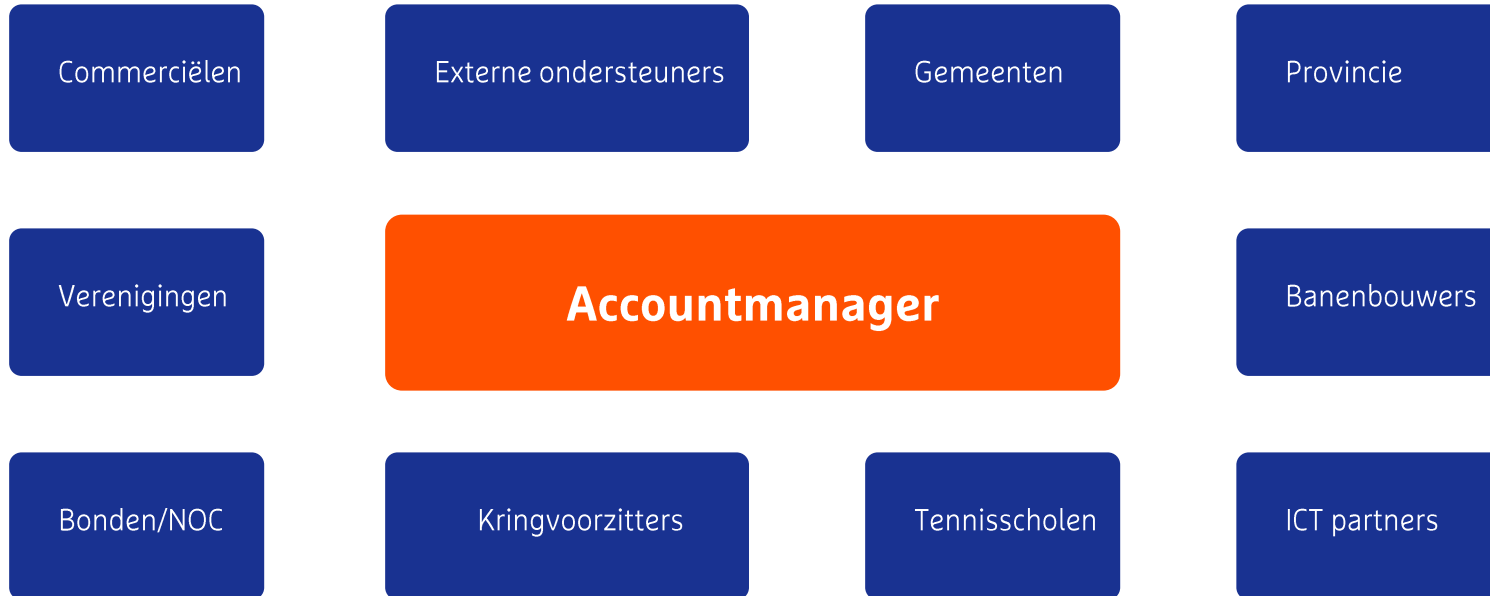 Commerciëlen
Externe ondersteuners
Gemeenten
Provincie
Verenigingen
Accountmanager
Banenbouwers
Bonden/NOC
Kringvoorzitters
Tennisscholen
ICT partners